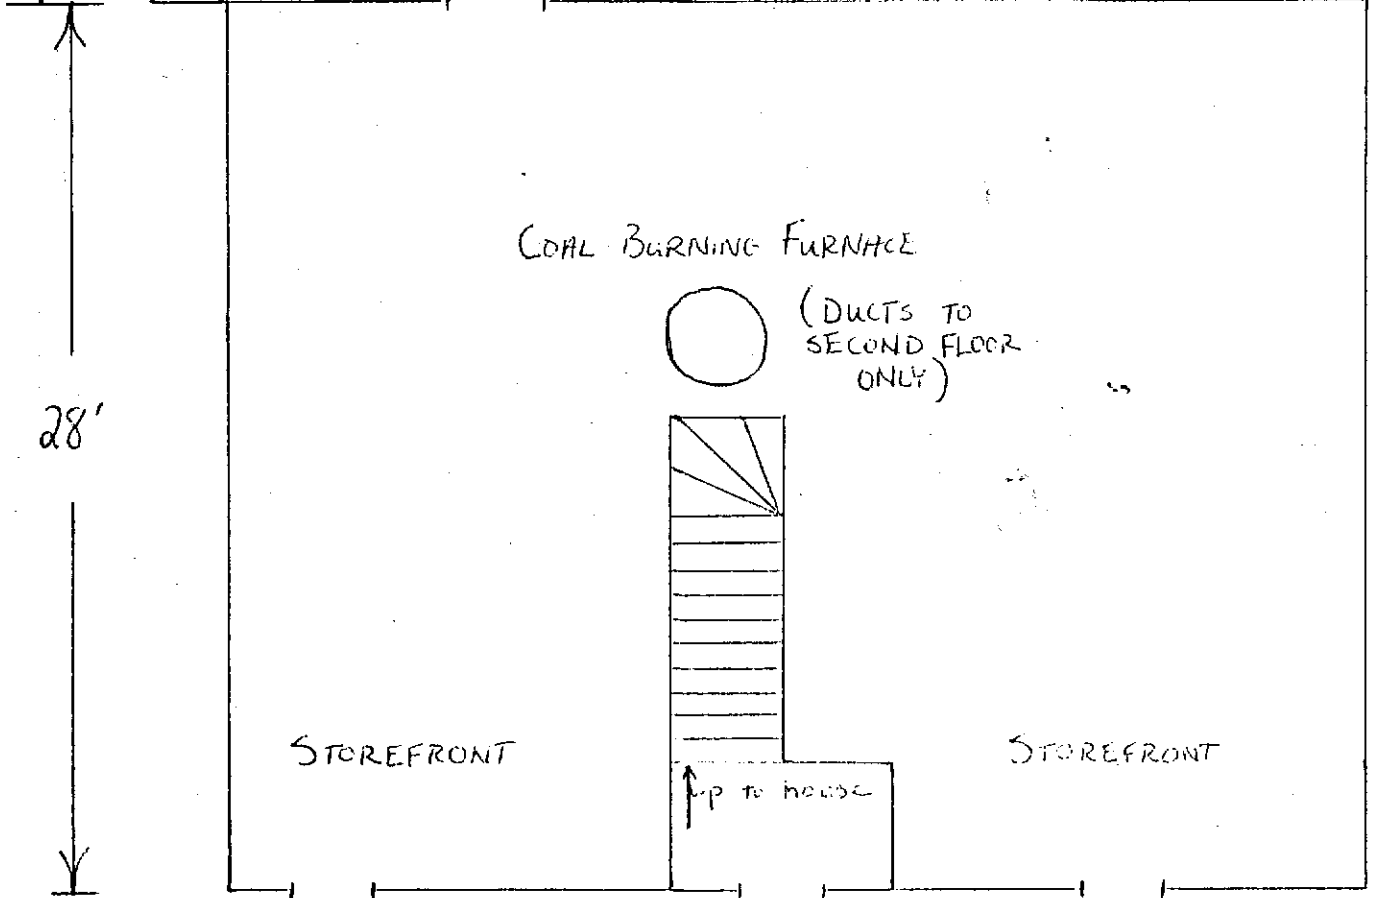 COAL BURNING FURNACE
(DUCTS TO
SECOND FLOOR
ONLY)
28'
STOREFRONT
STOREFRONT
up to house